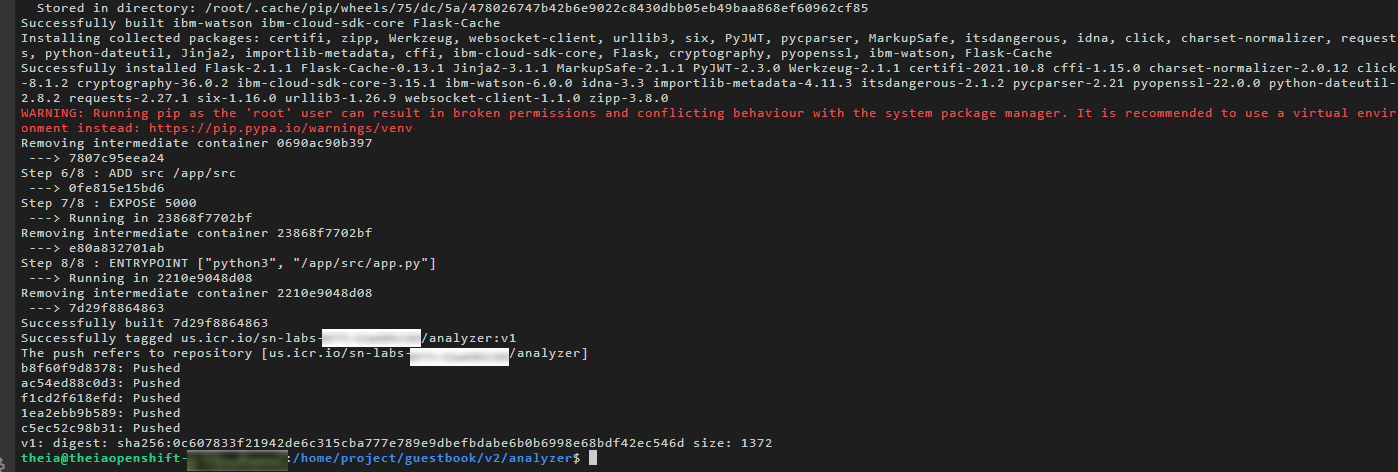 Stored in directory: /root/.cache/pip/wheels/75/dc/5a/478026747b42b6e9022c8430dbb05eb49baa868ef60962cf85
Successfully built ibm-watson ibm-cloud-sdk-core Flask-Cache
Installing collected packages: certifi, zipp, Werkzeug, websocket-client, urllib3, six, PyJWT, pycparser, MarkupSafe, itsdangerous, idna, click, charset-normalizer, request
s, python-dateutil, Jinja2, importlib-metadata, cffi, ibm-cloud-sdk-core, Flask, cryptography, pyopenssl, ibm-watson, Flask-Cache
Successfully installed Flask-2.1.1 Flask-Cache-0.13.1 Jinja2-3.1.1 MarkupSafe-2.1.1 PyJWT-2.3.0 Werkzeug-2.1.1 certifi-2021.10.8 cffi-1.15.0 charset-normalizer-2.0.12 click
-8.1.2 cryptography-36.0.2 ibm-cloud-sdk-core-3.15.1 ibm-watson-6.0.0 idna-3.3 importlib-metadata-4.11.3 itsdangerous-2.1.2 pycparser-2.21 pyopenssl-22.0.0 python-dateutil-
2.8.2 requests-2.27.1 six-1.16.0 urllib3-1.26.9 websocket-client-1.1.0 zipp-3.8.0
WARNING: Running pip as the 'root' user can result in broken permissions and conflicting behaviour with the system package manager. It is recommended to use a virtual envir
onment instead: https://pip.pypa.io/warnings/venv
Removing intermediate container 0690ac90b397
---> 7807c95eea24
Step 6/8 : ADD src /app/src
---> 0fe815e15bd6
Step 7/8 : EXPOSE 5000
---> Running in 23868f7702bf
Removing intermediate container 23868f7702bf
---> e80a832701ab
Step 8/8 : ENTRYPOINT ["python3", "/app/src/app.py"]
---> Running in 2210e9048d08
Removing intermediate container 2210e9048d08
---> 7d29f8864863
Successfully built 7d29f8864863
Successfully tagged us.icr.io/sn-labs- /analyzer:v1
The push refers to repository [us.icr.io/sn-labs- /analyzer]
b8f60f9d8378: Pushed
ac54ed88c0d3: Pushed
f1cd2f618efd: Pushed
1ea2ebb9b589: Pushed
c5ec52c98b31: Pushed
v1: digest: sha256:0c607833f21942de6c315cba777e789e9dbefbdabe6b0b6998e68bdf42ec546d size: 1372
theia@theiaopenshift- :/home/project/guestbook/v2/analyzer$